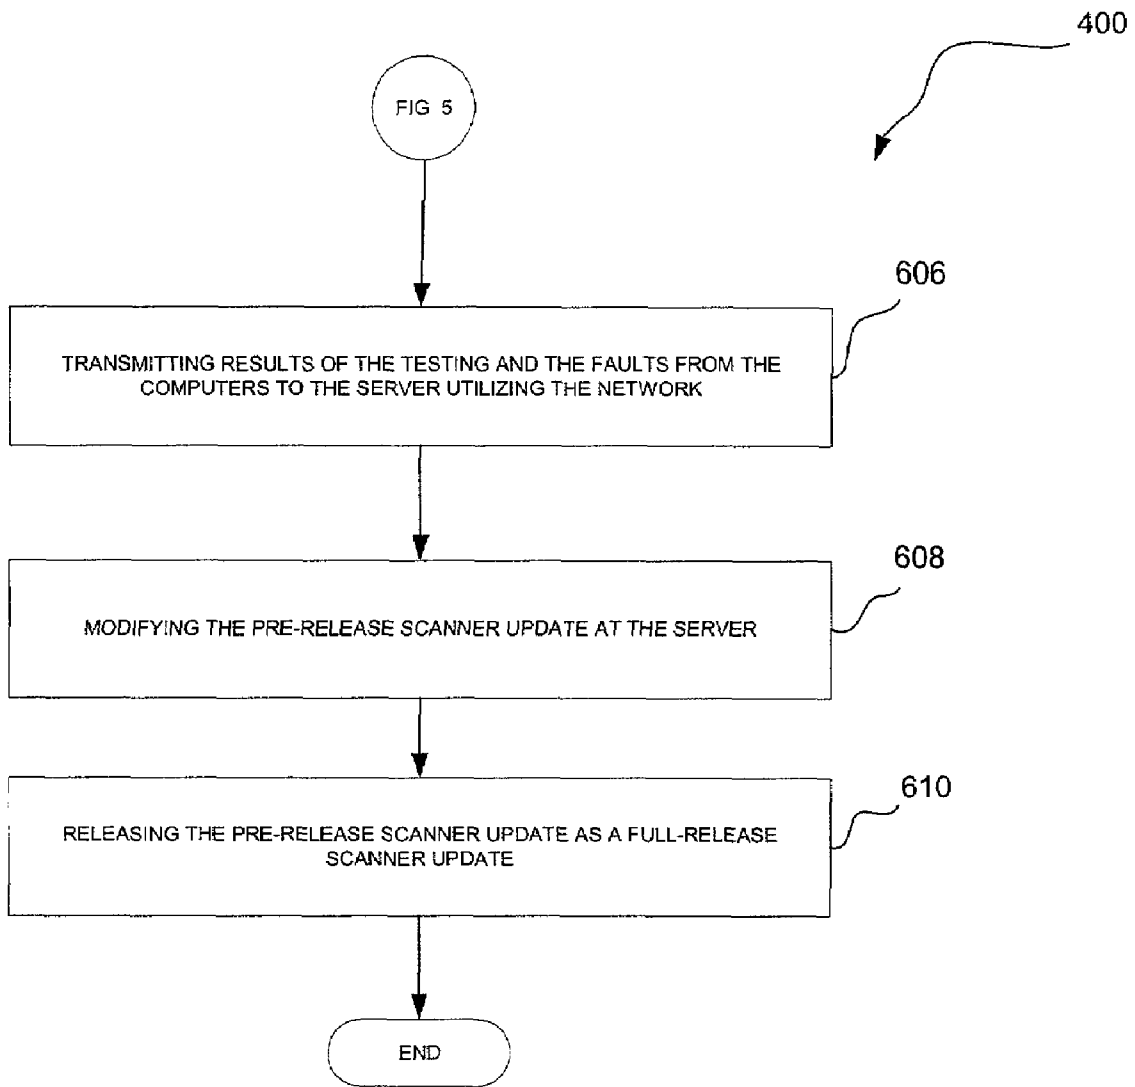 400
FIG 5
606
TRANSMITTING RESULTS OF THE TESTING AND THE FAULTS FROM THE
COMPUTERS TO THE SERVER UTILIZING THE NETWORK
608
MODIFYING THE PRE-RELEASE SCANNER UPDATE AT THE SERVER
610
RELEASING THE PRE-RELEASE SCANNER UPDATE AS A FULL-RELEASE
SCANNER UPDATE
END